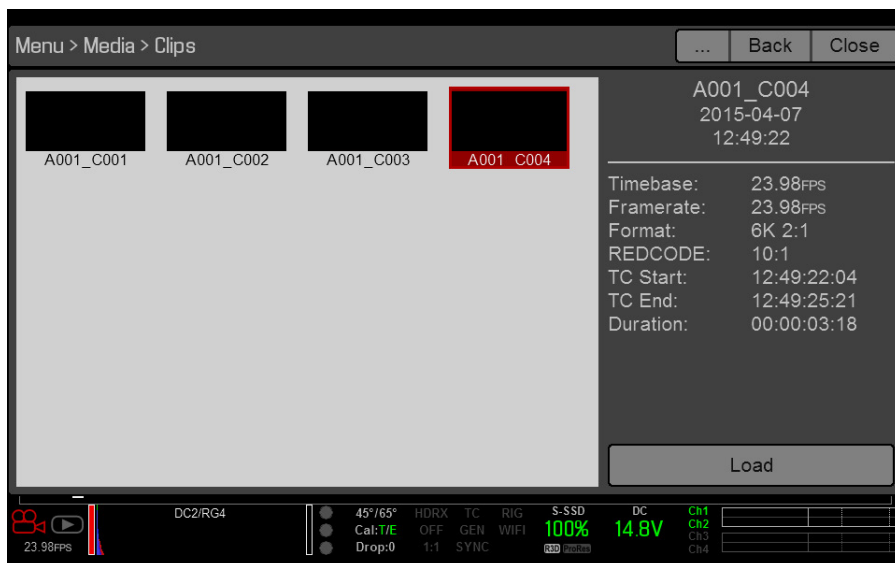 Menu > Media > Clips
... Back Close
A001_C001 A001_C002 A001_C003 A001_C004
A001_C004
2015-04-07
12:49:22
Timebase: 23.98FPS
Framerate: 23.98FPS
Format: 6K 2:1
REDCODE: 10:1
TC Start: 12:49:22:04
TC End: 12:49:25:21
Duration: 00:00:03:18
Load
DC2/RG4 45°/65° HDRX TC RIG S-SSD DC Ch1
Cal:T/E OFF GEN WIFI 100% 14.8V Ch2
Ch3
23.98FPS Drop:0 1:1 SYNC R3D ProRes Ch4